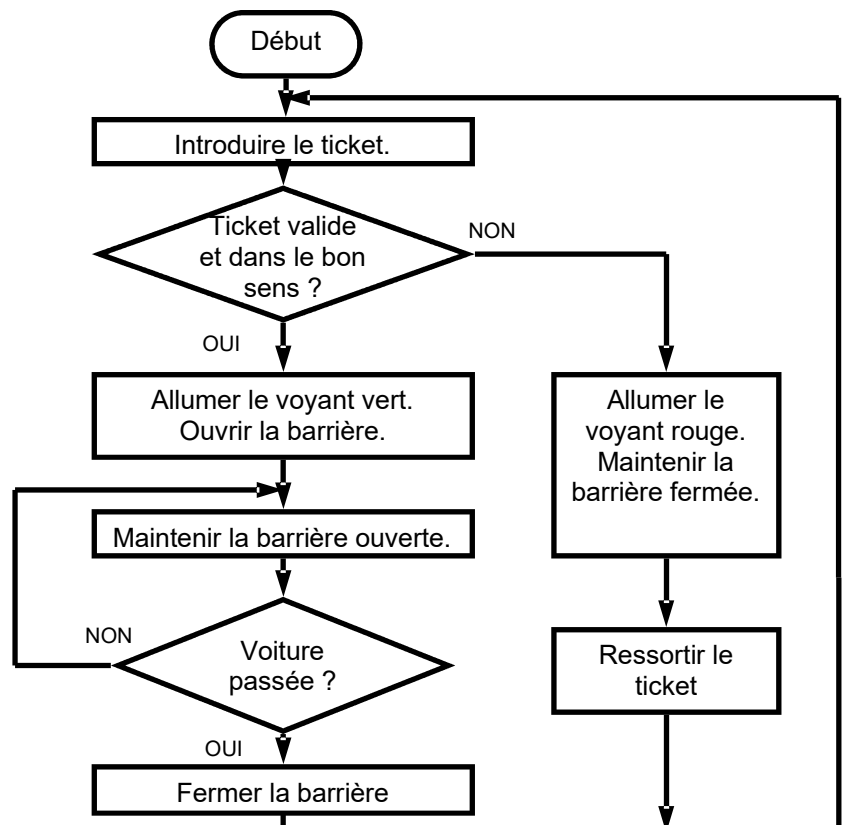 Début
Introduire le ticket.
Ticket valide
et dans le bon
sens ?
NON
OUI
Allumer le voyant vert.
Ouvrir la barrière.
Allumer le
voyant rouge.
Maintenir la
barrière fermée.
Maintenir la barrière ouverte.
NON
Voiture
passée ?
Ressortir le
ticket
OUI
Fermer la barrière